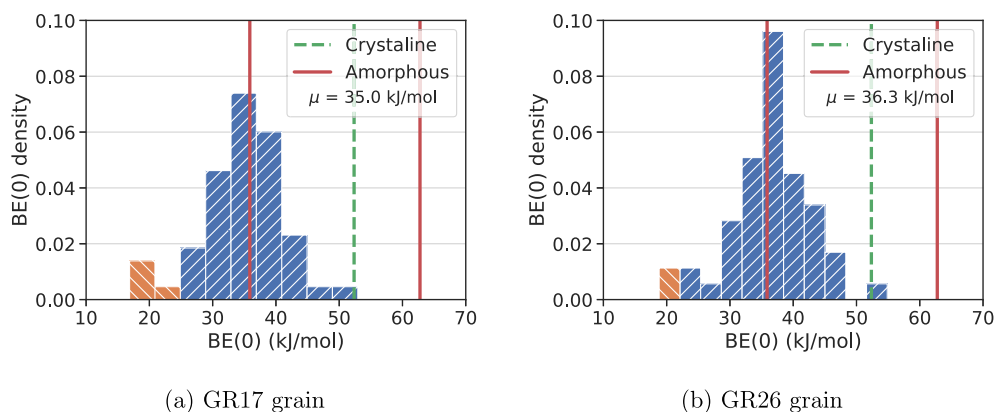 0.10
0.08
0.06
0.04
0.02
0.00
BE(0) density
10 20 30 40 50 60 70
BE(0) (kJ/mol)
Crystaline
Amorphous
μ = 35.0 kJ/mol
(a) GR17 grain
0.10
0.08
0.06
0.04
0.02
0.00
BE(0) density
10 20 30 40 50 60 70
BE(0) (kJ/mol)
Crystaline
Amorphous
μ = 36.3 kJ/mol
(b) GR26 grain